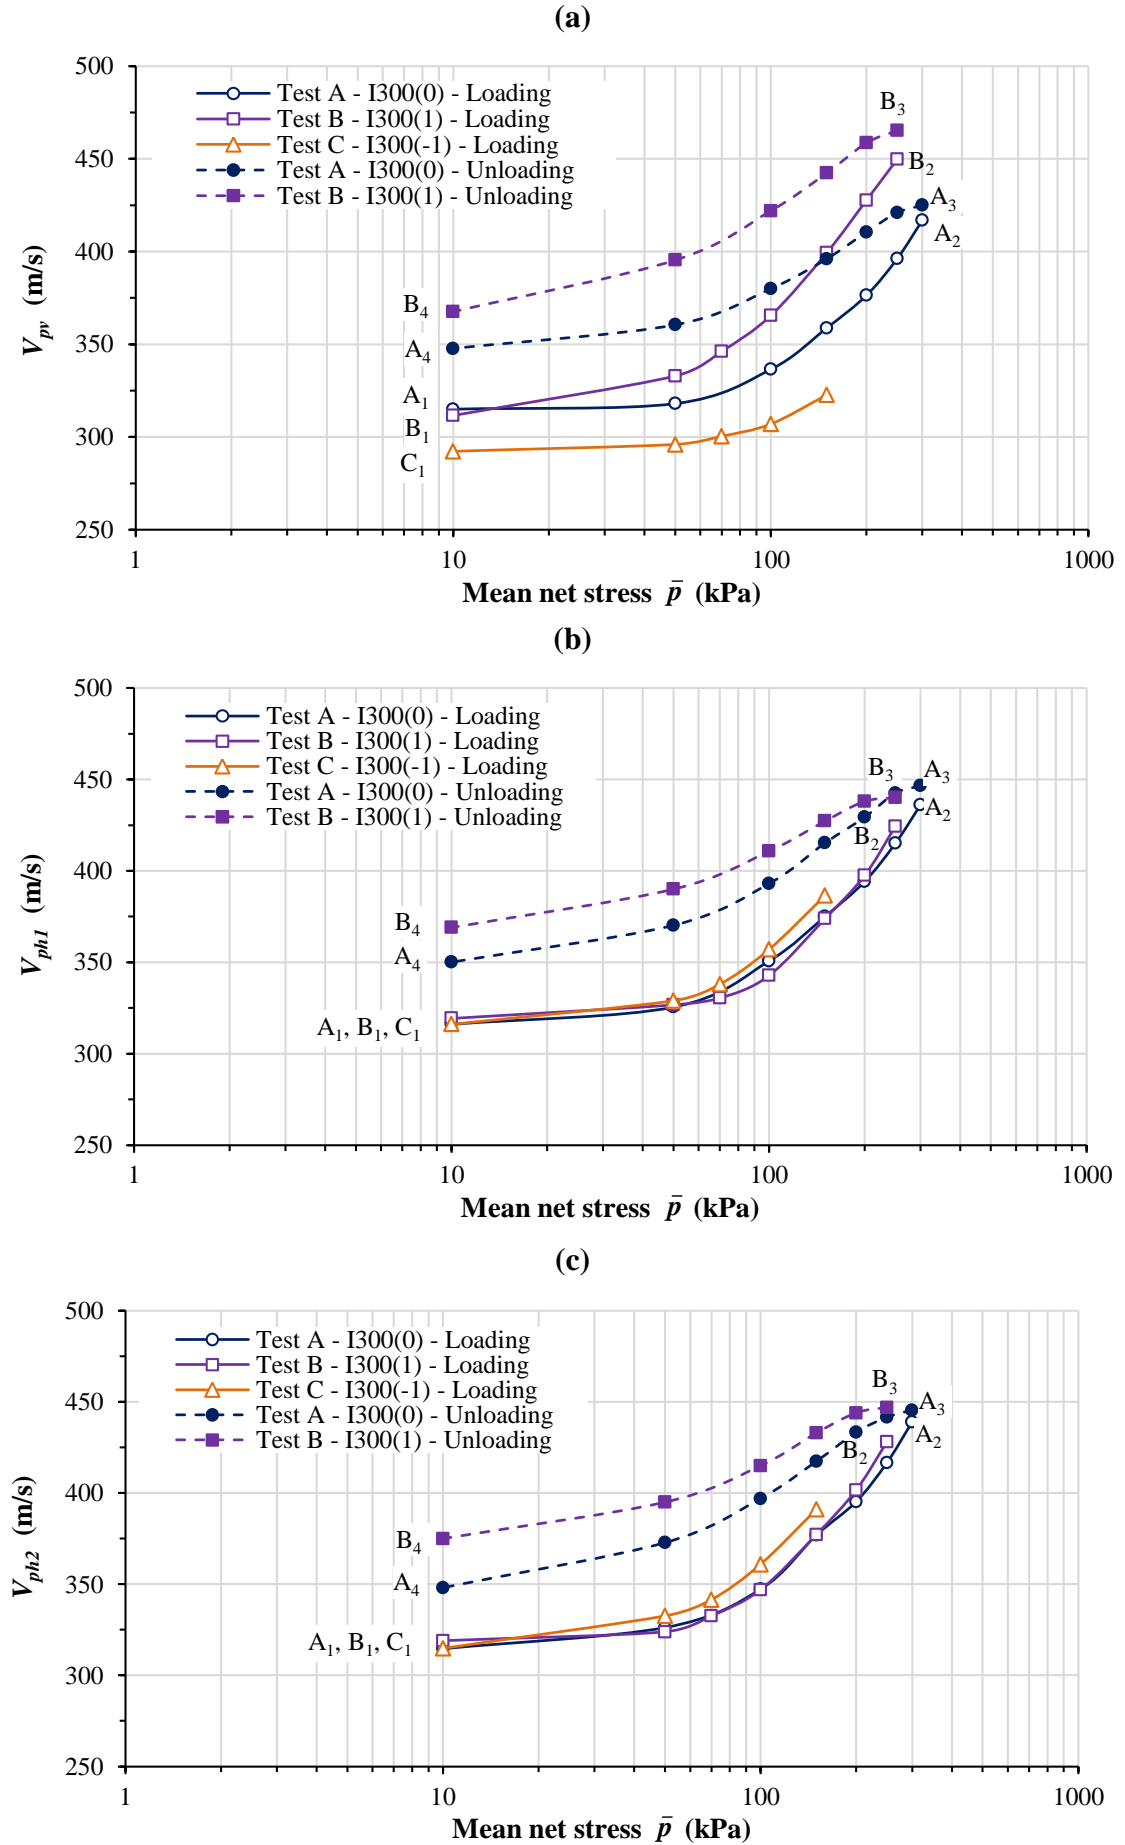 (a)
500
450
400
350
300
250
V_pv (m/s)
Test A - I300(0) - Loading
Test B - I300(1) - Loading
Test C - I300(-1) - Loading
Test A - I300(0) - Unloading
Test B - I300(1) - Unloading
B₃
B₂
A₃
A₂
B₄
A₄
A₁
B₁
C₁
1
10
100
1000
Mean net stress p̄ (kPa)
(b)
500
450
400
350
300
250
V_ph1 (m/s)
Test A - I300(0) - Loading
Test B - I300(1) - Loading
Test C - I300(-1) - Loading
Test A - I300(0) - Unloading
Test B - I300(1) - Unloading
B₃
A₃
A₂
B₂
B₄
A₄
A₁, B₁, C₁
1
10
100
1000
Mean net stress p̄ (kPa)
(c)
500
450
400
350
300
250
V_ph2 (m/s)
Test A - I300(0) - Loading
Test B - I300(1) - Loading
Test C - I300(-1) - Loading
Test A - I300(0) - Unloading
Test B - I300(1) - Unloading
B₃
A₃
A₂
B₂
B₄
A₄
A₁, B₁, C₁
1
10
100
1000
Mean net stress p̄ (kPa)